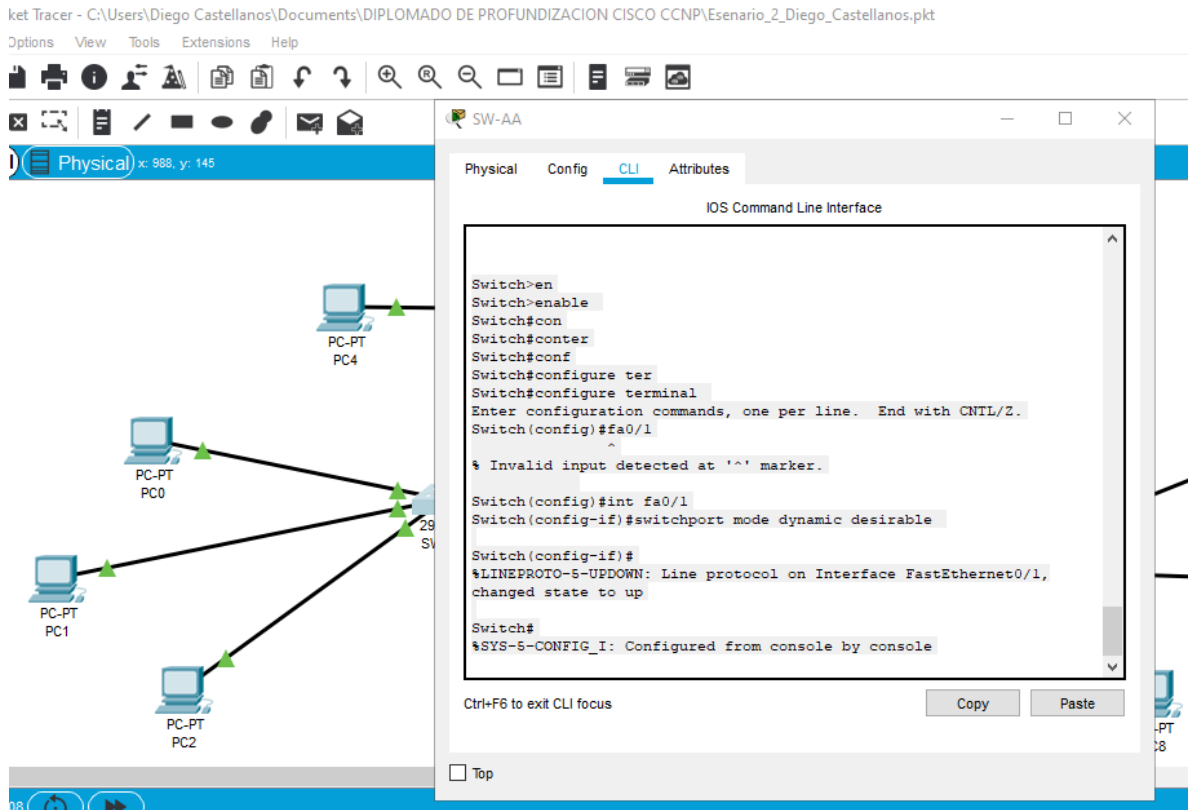 ket Tracer - C:\Users\Diego Castellanos\Documents\DIPLOMADO DE PROFUNDIZACION CISCO CCNP\Esenario_2_Diego_Castellanos.pkt
Options View Tools Extensions Help
SW-AA
Physical x: 988, y: 145
Physical Config CLI Attributes
IOS Command Line Interface
Switch>en
Switch>enable
Switch#con
Switch#conter
Switch#conf
Switch#configure ter
Switch#configure terminal
Enter configuration commands, one per line. End with CNTL/Z.
Switch(config)#fa0/1
^
% Invalid input detected at '^' marker.
Switch(config)#int fa0/1
Switch(config-if)#switchport mode dynamic desirable
Switch(config-if)#
%LINEPROTO-5-UPDOWN: Line protocol on Interface FastEthernet0/1,
changed state to up
Switch#
%SYS-5-CONFIG_I: Configured from console by console
Ctrl+F6 to exit CLI focus
Copy Paste
Top
PC-PT
PC4
PC-PT
PC0
29
SW
PC-PT
PC1
PC-PT
PC2
-PT
C8
08